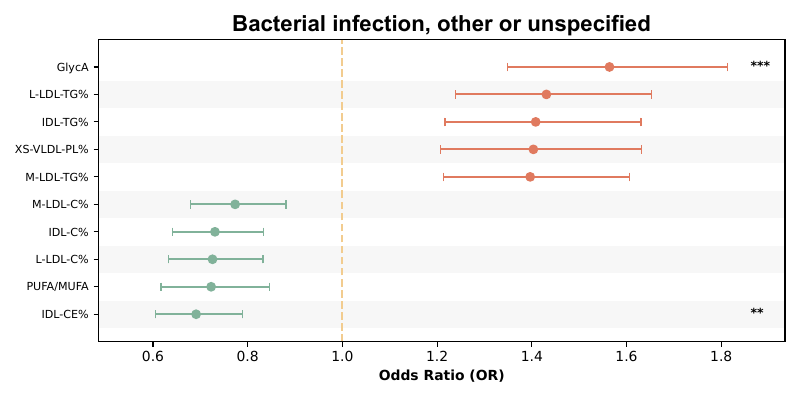 Bacterial infection, other or unspecified
GlycA
***
L-LDL-TG%
IDL-TG%
XS-VLDL-PL%
M-LDL-TG%
M-LDL-C%
IDL-C%
L-LDL-C%
PUFA/MUFA
IDL-CE%
**
0.6 0.8 1.0 1.2 1.4 1.6 1.8
Odds Ratio (OR)